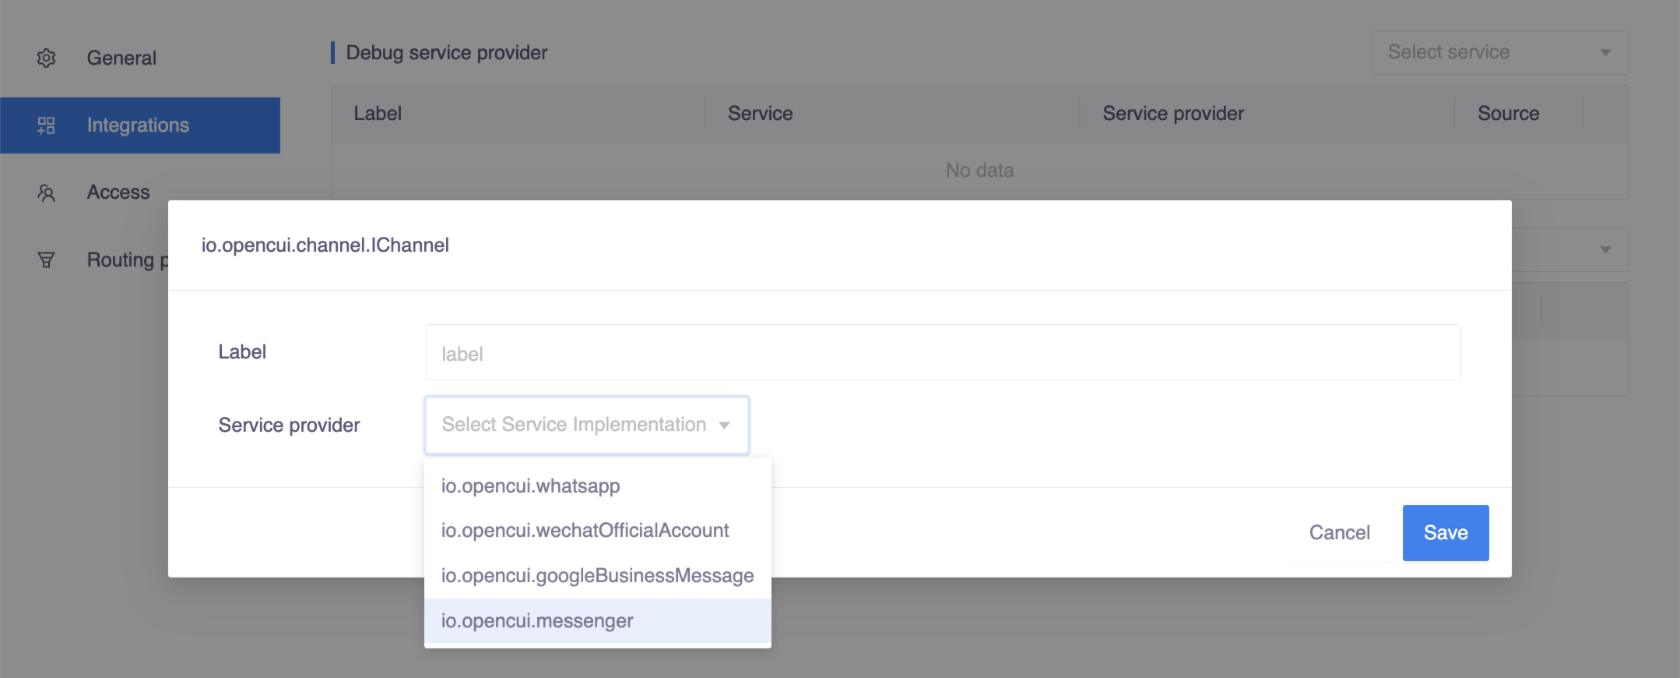 General
Integrations
Access
Routing p
Debug service provider
Select service
Label Service Service provider Source
No data
io.opencui.channel.IChannel
Label
label
Service provider
Select Service Implementation
io.opencui.whatsapp
io.opencui.wechatOfficialAccount
io.opencui.googleBusinessMessage
io.opencui.messenger
Cancel
Save